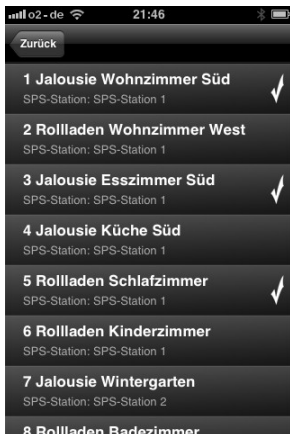 o2-de 21:46
Zurück
1 Jalousie Wohnzimmer Süd
SPS-Station: SPS-Station 1
2 Rollladen Wohnzimmer West
SPS-Station: SPS-Station 1
3 Jalousie Esszimmer Süd
SPS-Station: SPS-Station 1
4 Jalousie Küche Süd
SPS-Station: SPS-Station 1
5 Rollladen Schlafzimmer
SPS-Station: SPS-Station 1
6 Rollladen Kinderzimmer
SPS-Station: SPS-Station 1
7 Jalousie Wintergarten
SPS-Station: SPS-Station 2
8 Rollladen Badezimmer